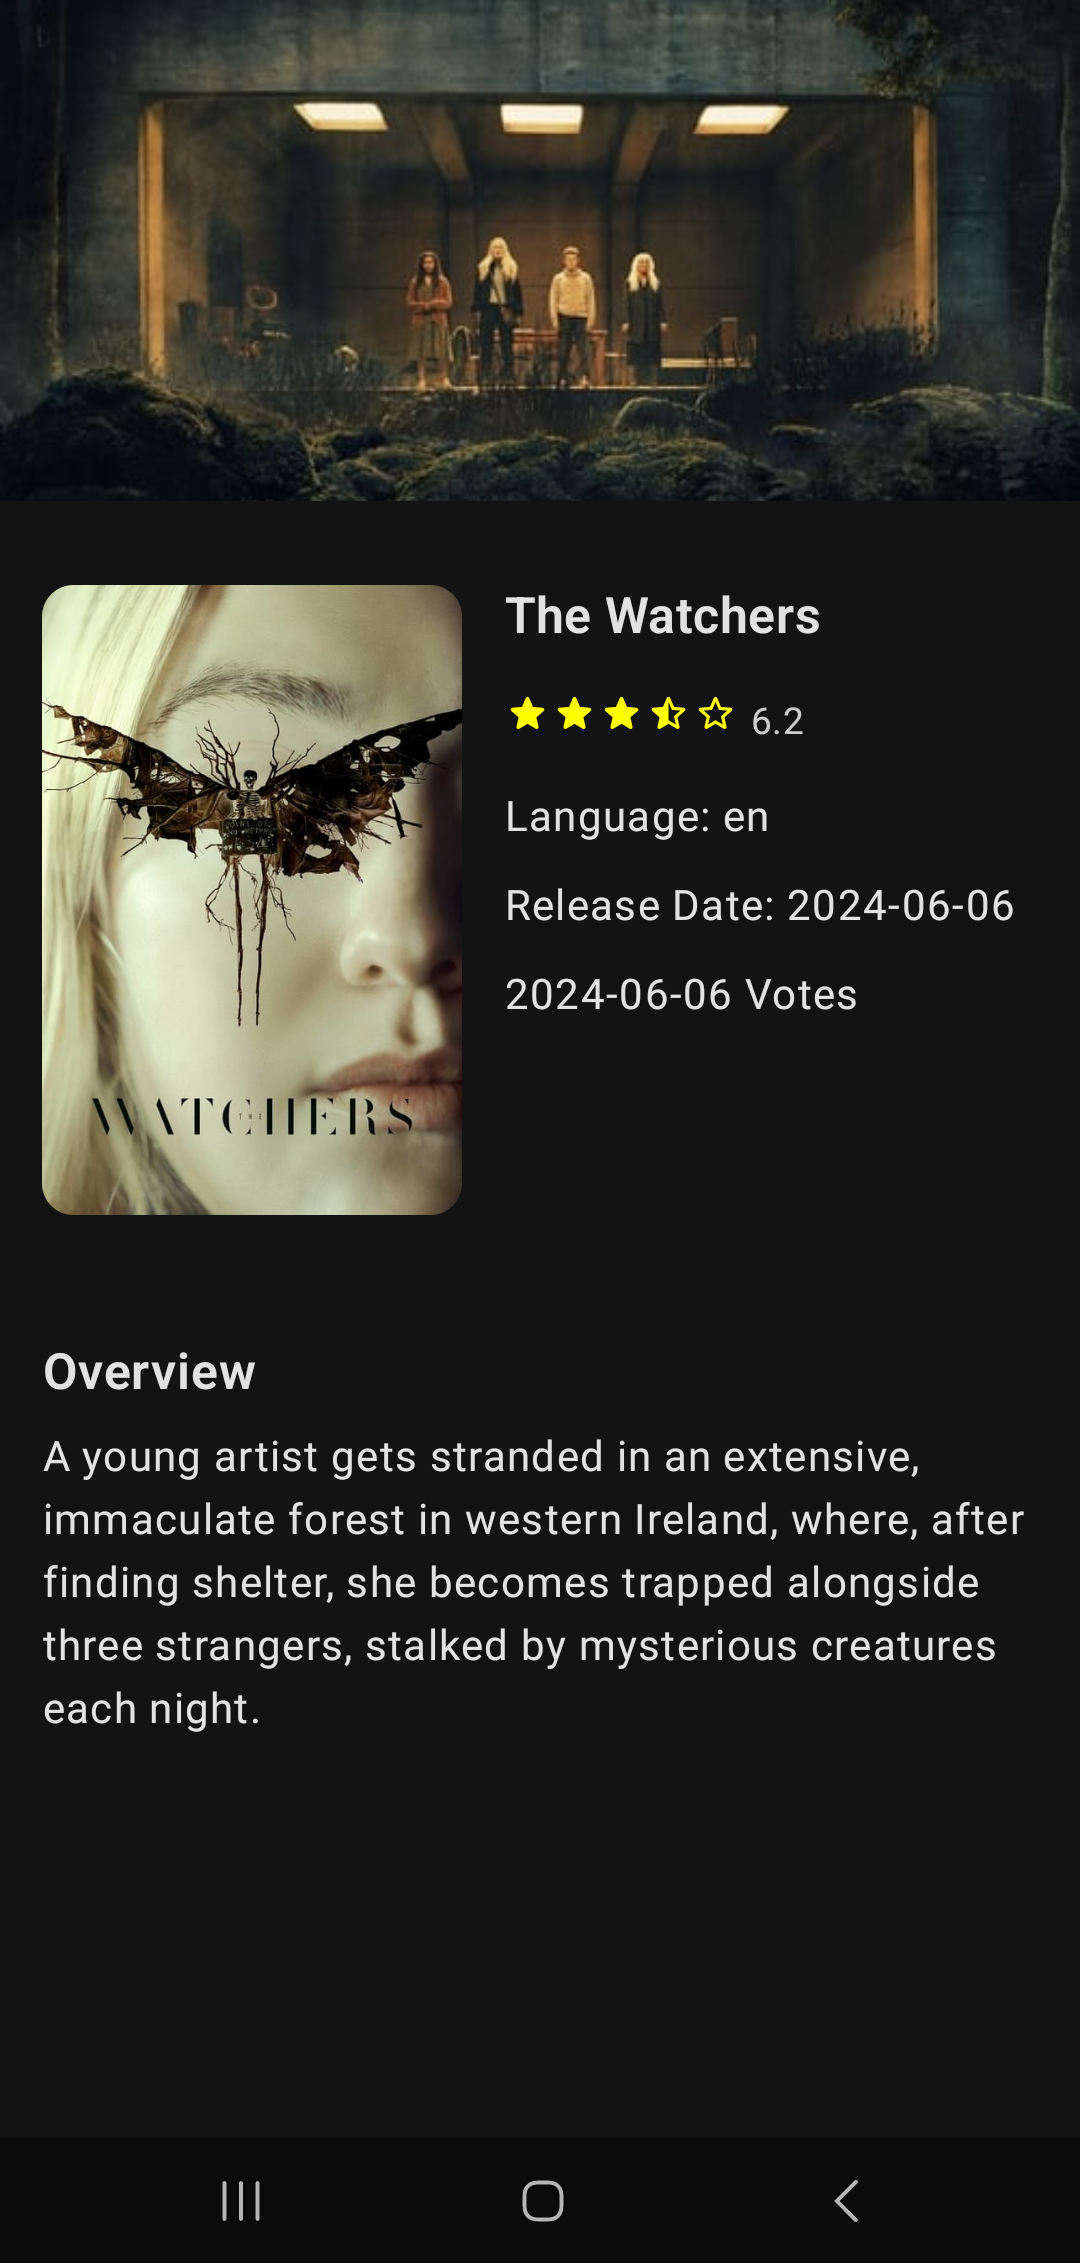 The Watchers
6.2
Language: en
Release Date: 2024-06-06
2024-06-06 Votes
THE
WATCHERS
Overview
A young artist gets stranded in an extensive,
immaculate forest in western Ireland, where, after
finding shelter, she becomes trapped alongside
three strangers, stalked by mysterious creatures
each night.